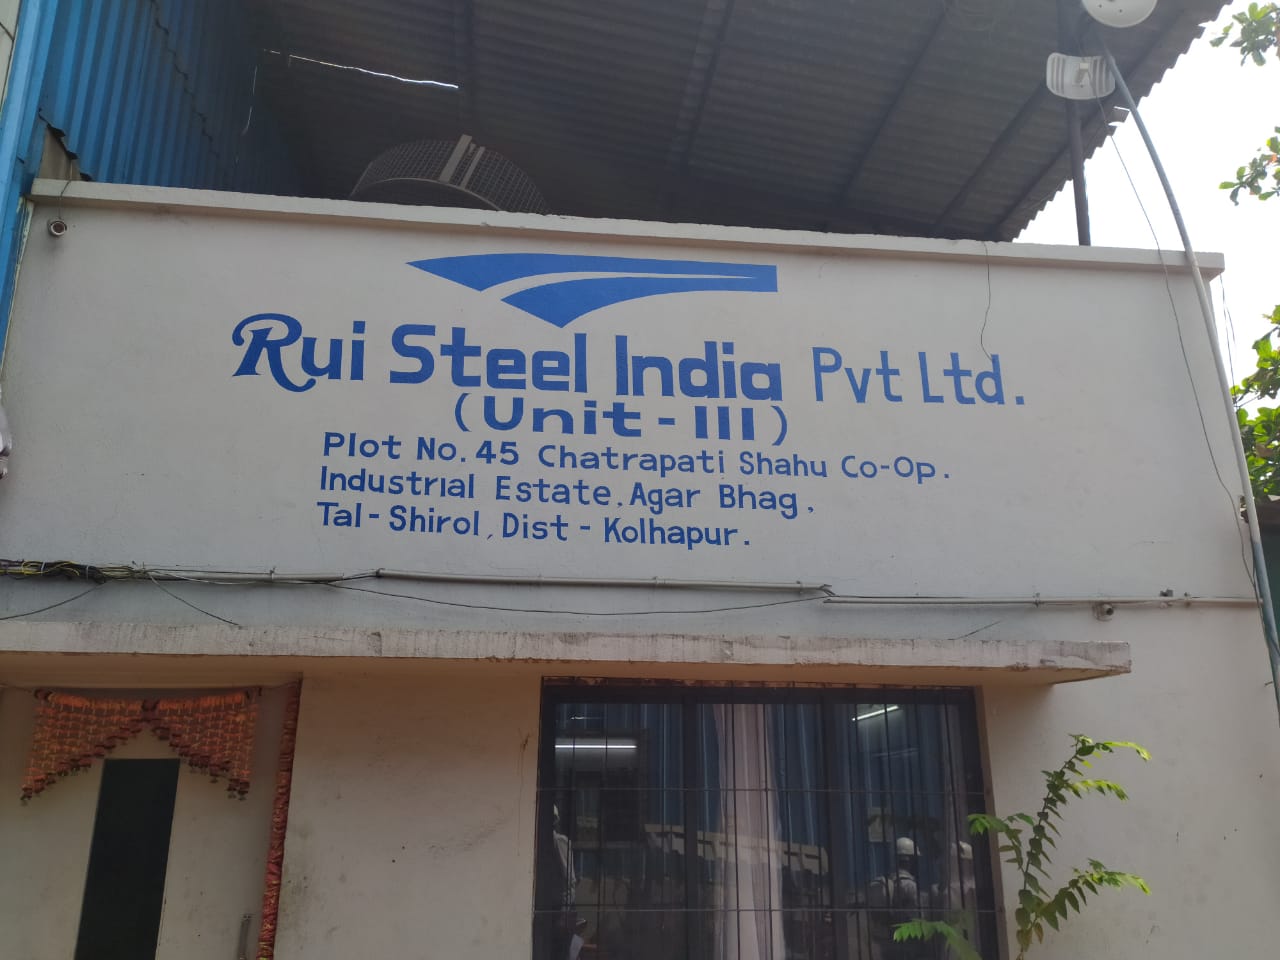 Rui Steel India Pvt Ltd.
(Unit - III)
Plot No. 45 Chatrapati Shahu Co-Op.
Industrial Estate, Agar Bhag,
Tal - Shirol, Dist - Kolhapur.